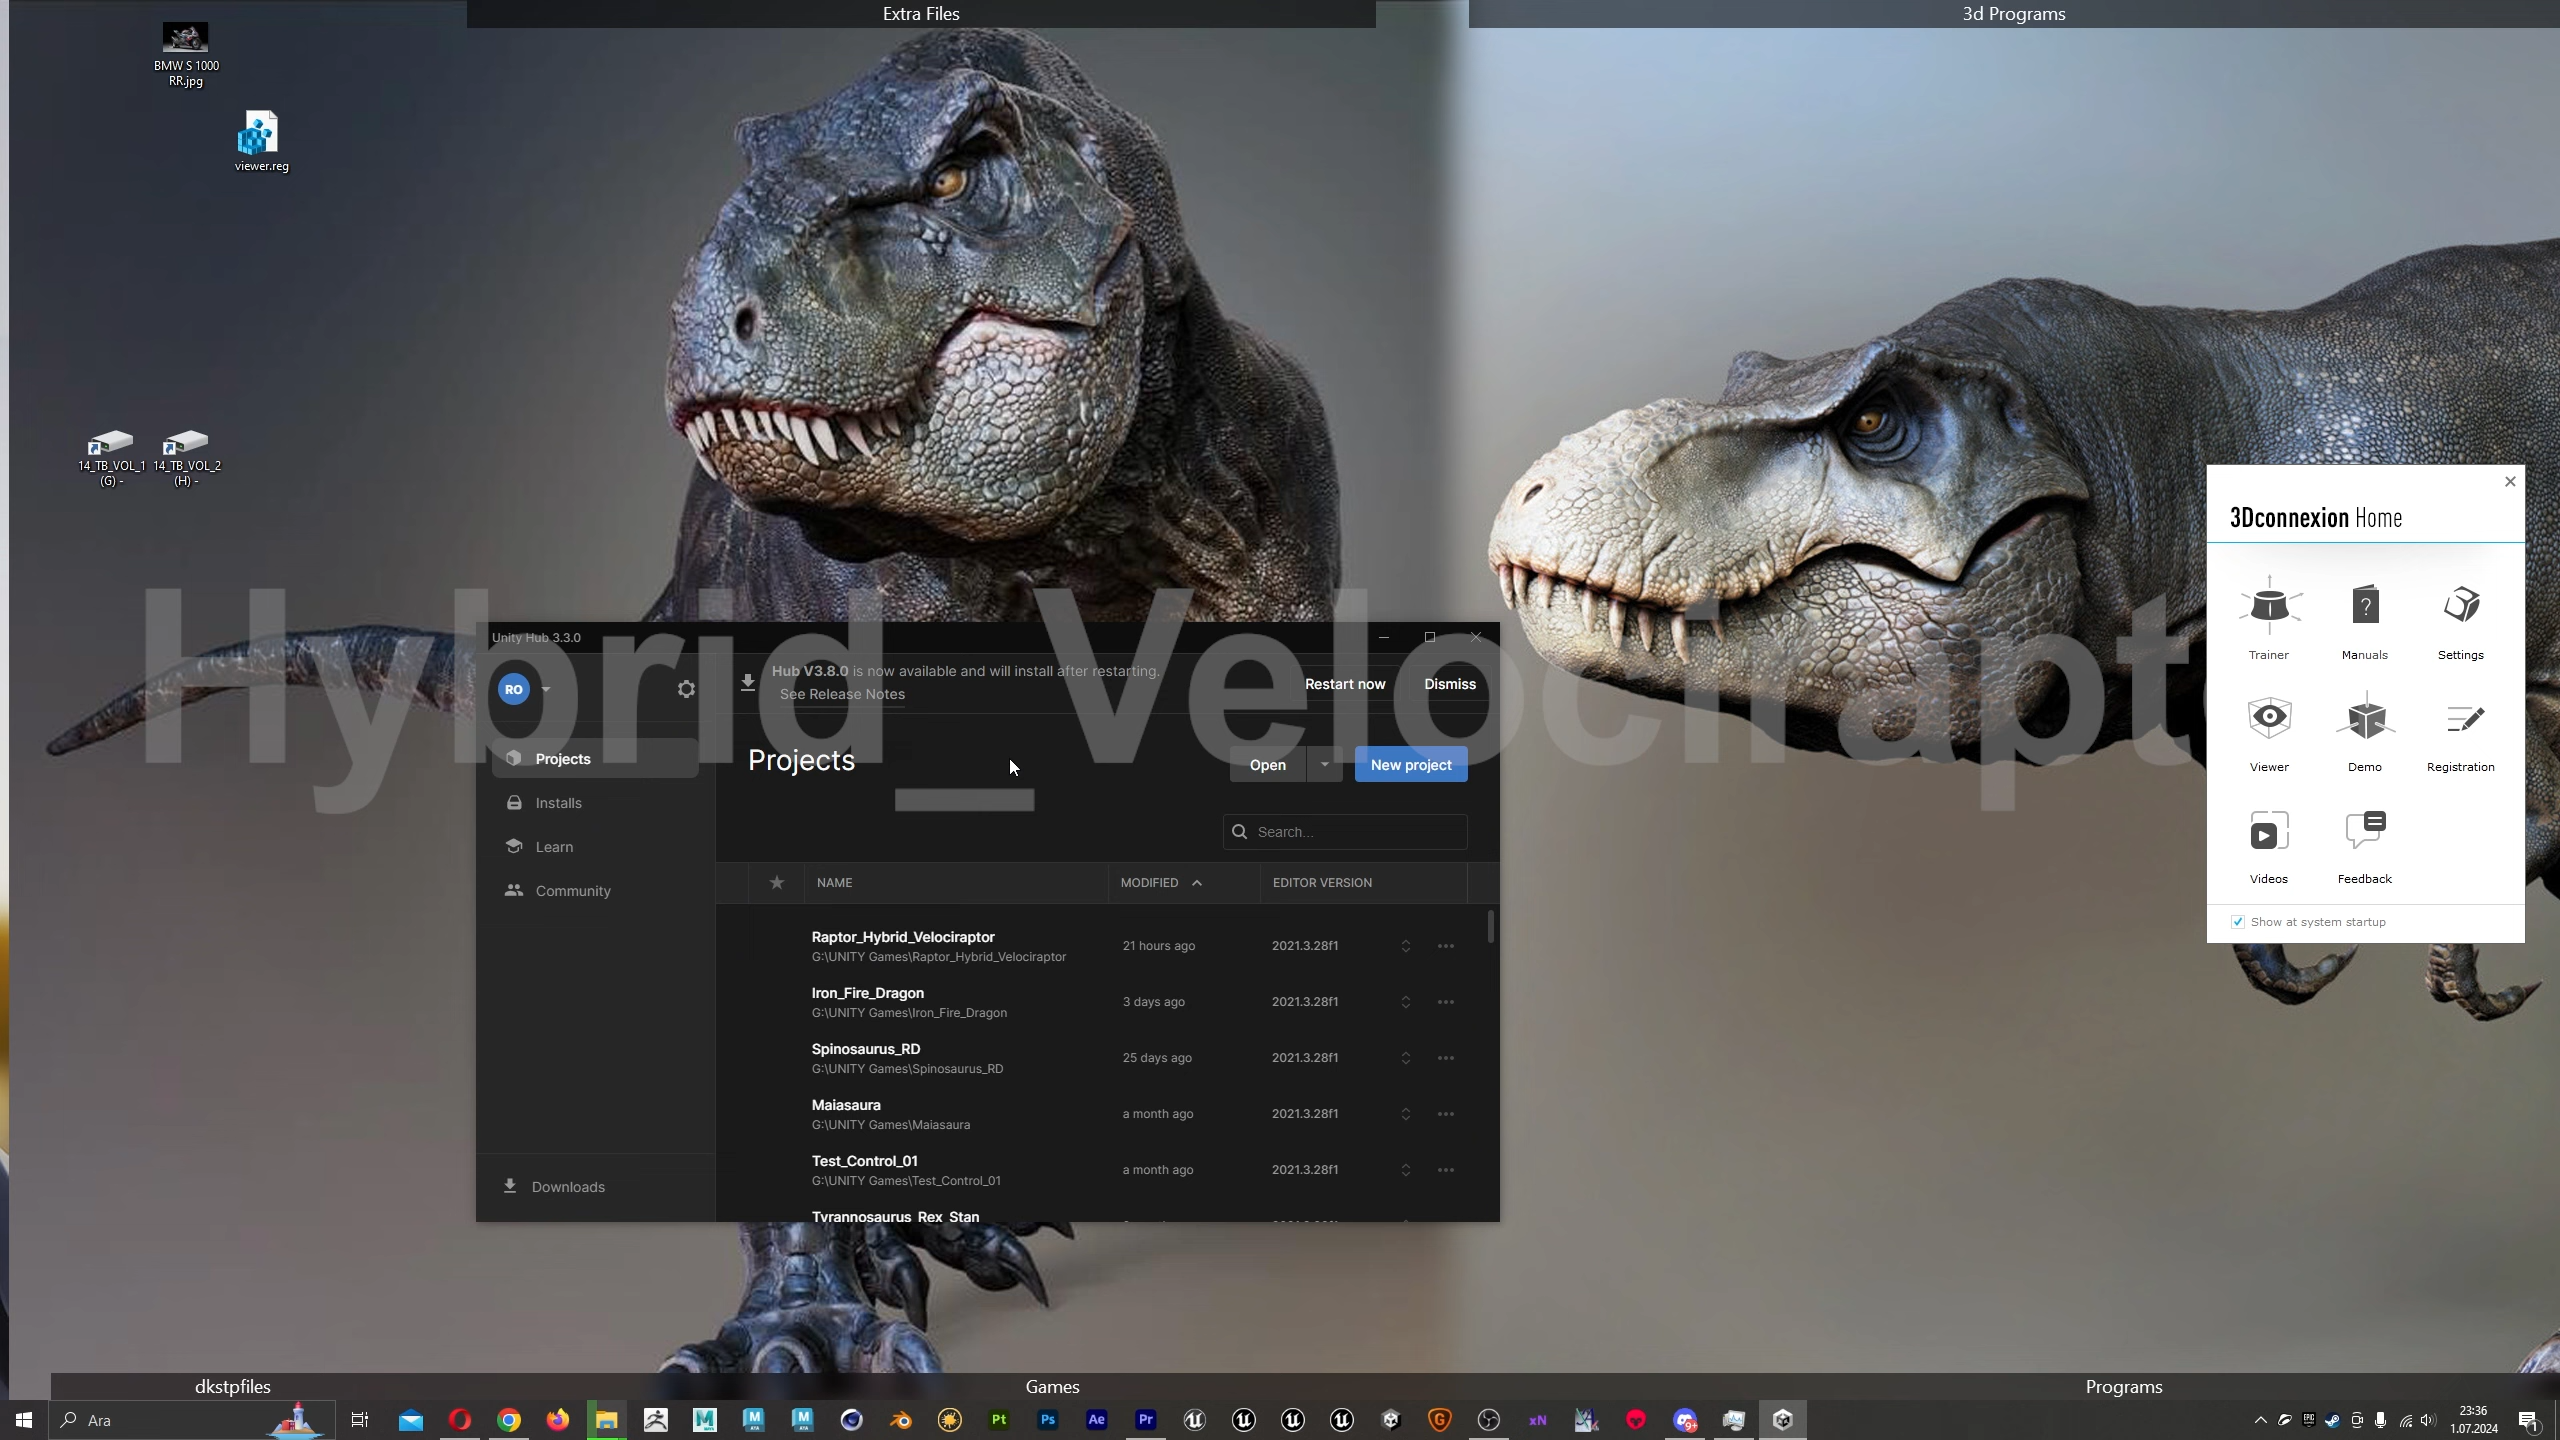 Extra Files
3d Programs
BMW S 1000
RR.jpg
viewer.reg
14_TB_VOL_1
(G) -
14_TB_VOL_2
(H) -
Hybrid_Velocirapt
Unity Hub 3.3.0
RO
Hub V3.8.0 is now available and will install after restarting.
See Release Notes
Restart now
Dismiss
Projects
Installs
Learn
Community
Downloads
Projects
Open
New project
Search...
NAME
MODIFIED
EDITOR VERSION
Raptor_Hybrid_Velociraptor
G:\UNITY Games\Raptor_Hybrid_Velociraptor
21 hours ago
2021.3.28f1
Iron_Fire_Dragon
G:\UNITY Games\Iron_Fire_Dragon
3 days ago
2021.3.28f1
Spinosaurus_RD
G:\UNITY Games\Spinosaurus_RD
25 days ago
2021.3.28f1
Maiasaura
G:\UNITY Games\Maiasaura
a month ago
2021.3.28f1
Test_Control_01
G:\UNITY Games\Test_Control_01
a month ago
2021.3.28f1
Tyrannosaurus_Rex_Stan
3Dconnexion Home
Trainer
Manuals
Settings
Viewer
Demo
Registration
Videos
Feedback
Show at system startup
dkstpfiles
Games
Programs
Ara
Pt
Ps
Ae
Pr
xN
9+
23:36
1.07.2024
1